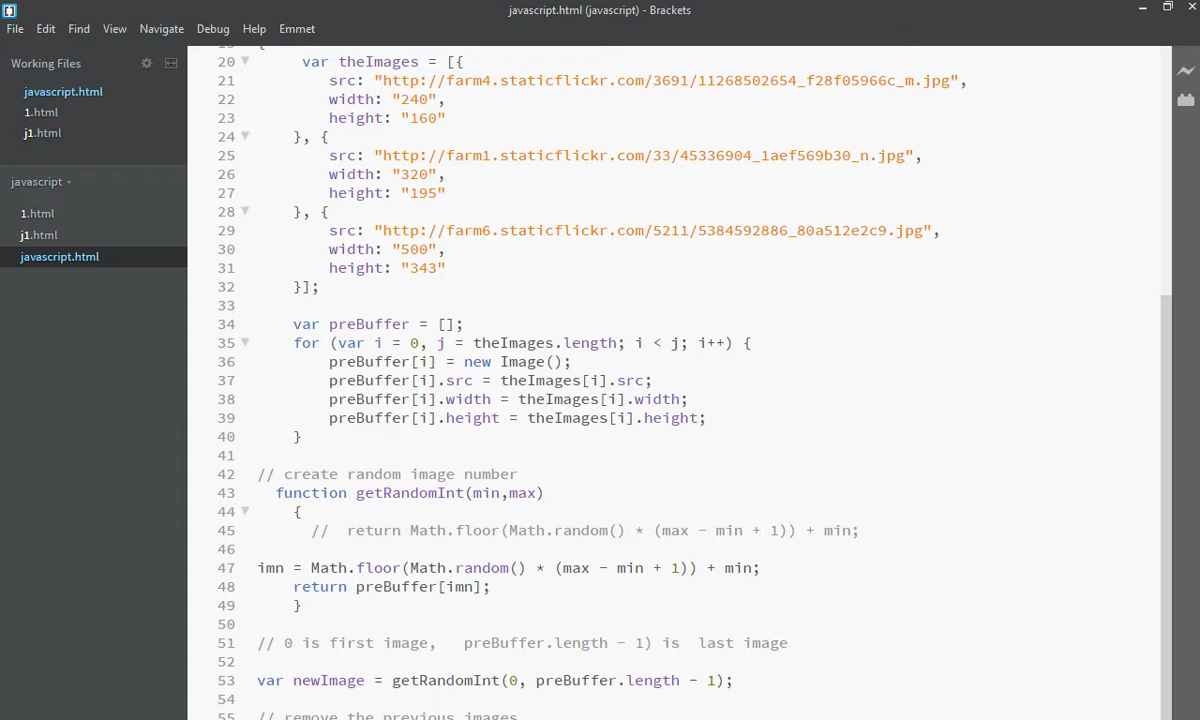 javascript.html (javascript) - Brackets
File Edit Find View Navigate Debug Help Emmet
Working Files
javascript.html
1.html
j1.html
javascript
1.html
j1.html
javascript.html
19 {
20 var theImages = [{
21 src: "http://farm4.staticflickr.com/3691/11268502654_f28f05966c_m.jpg",
22 width: "240",
23 height: "160"
24 }, {
25 src: "http://farm1.staticflickr.com/33/45336904_1aef569b30_n.jpg",
26 width: "320",
27 height: "195"
28 }, {
29 src: "http://farm6.staticflickr.com/5211/5384592886_80a512e2c9.jpg",
30 width: "500",
31 height: "343"
32 }];
33
34 var preBuffer = [];
35 for (var i = 0, j = theImages.length; i < j; i++) {
36 preBuffer[i] = new Image();
37 preBuffer[i].src = theImages[i].src;
38 preBuffer[i].width = theImages[i].width;
39 preBuffer[i].height = theImages[i].height;
40 }
41
42 // create random image number
43 function getRandomInt(min,max)
44 {
45 // return Math.floor(Math.random() * (max - min + 1)) + min;
46
47 imn = Math.floor(Math.random() * (max - min + 1)) + min;
48 return preBuffer[imn];
49 }
50
51 // 0 is first image, preBuffer.length - 1) is last image
52
53 var newImage = getRandomInt(0, preBuffer.length - 1);
54
55 // remove the previous images